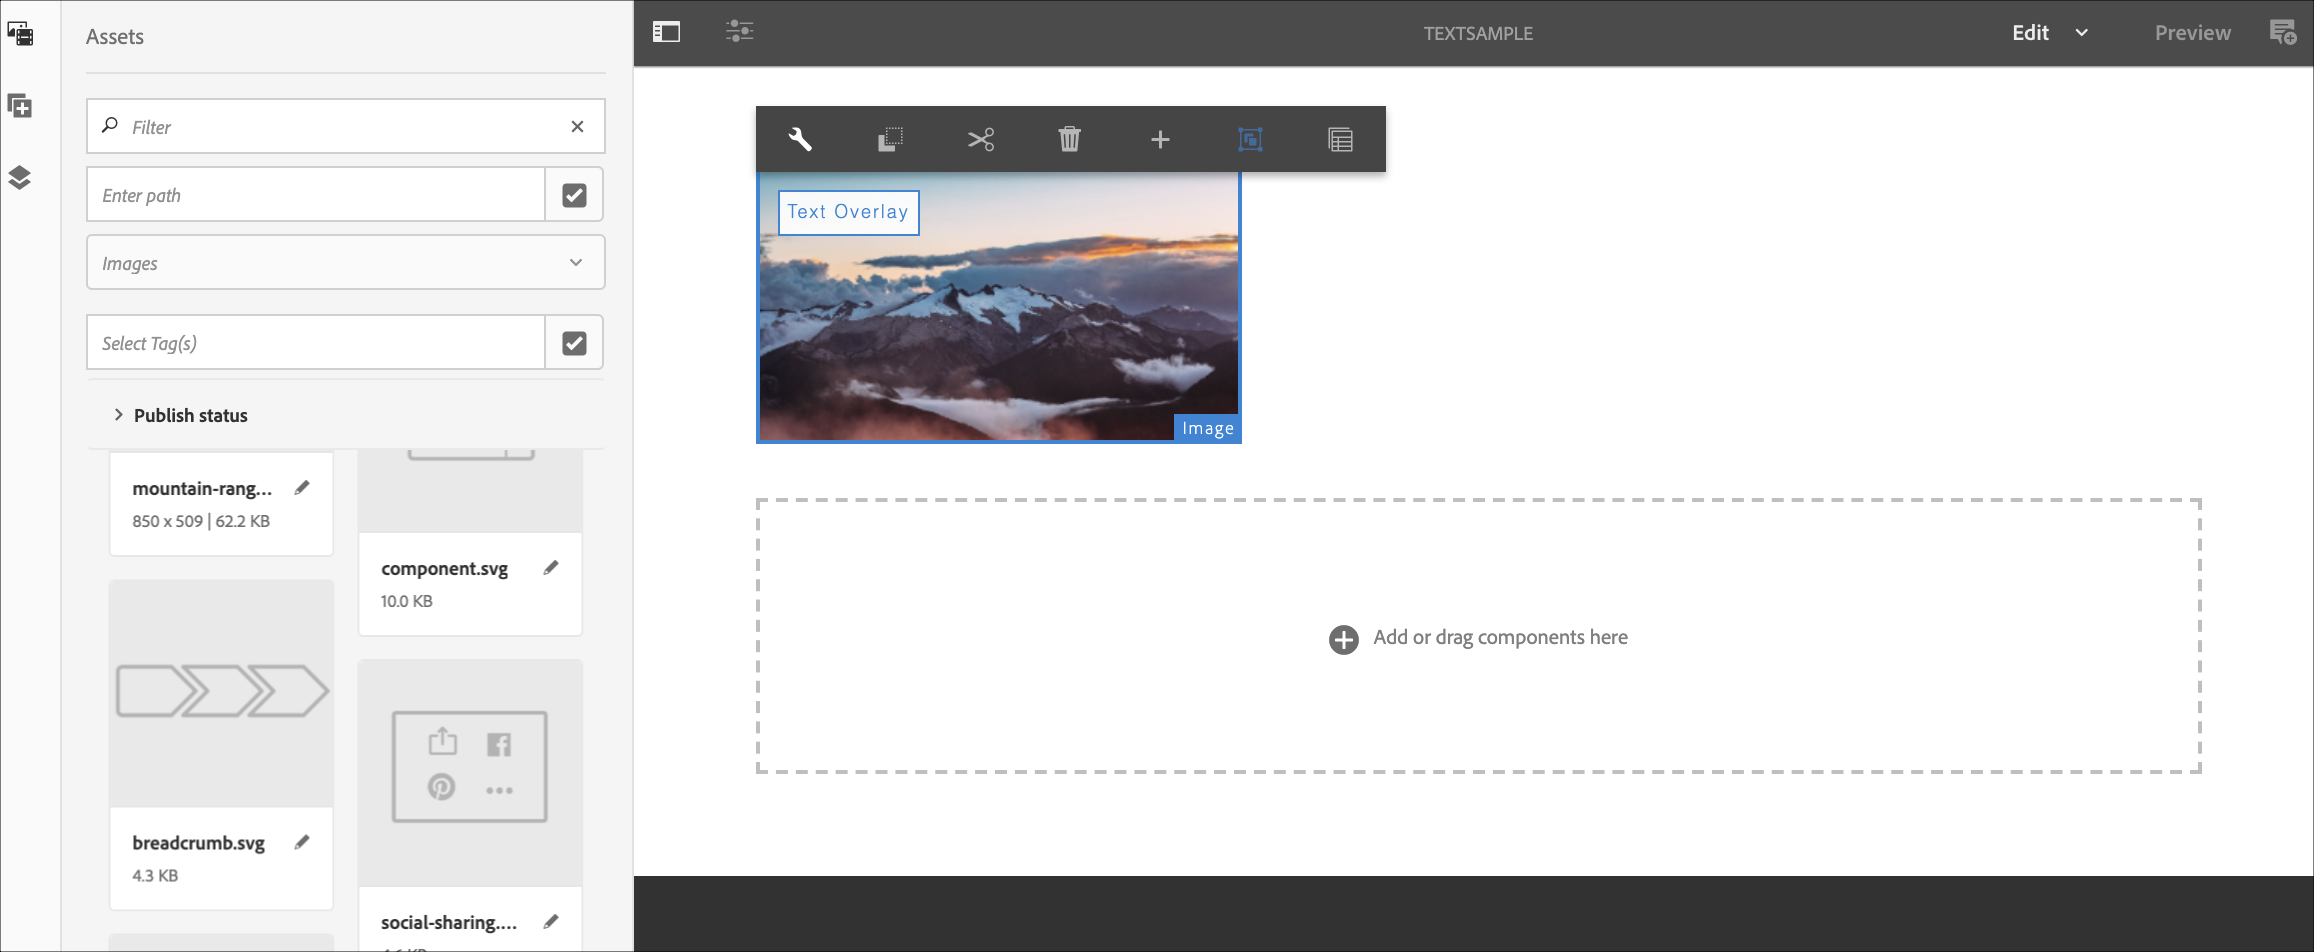 Assets
Filter
Enter path
Images
Select Tag(s)
Publish status
mountain-rang...
850 x 509 | 62.2 KB
component.svg
10.0 KB
breadcrumb.svg
4.3 KB
social-sharing....
TEXTSAMPLE
Edit
Preview
Text Overlay
Image
Add or drag components here